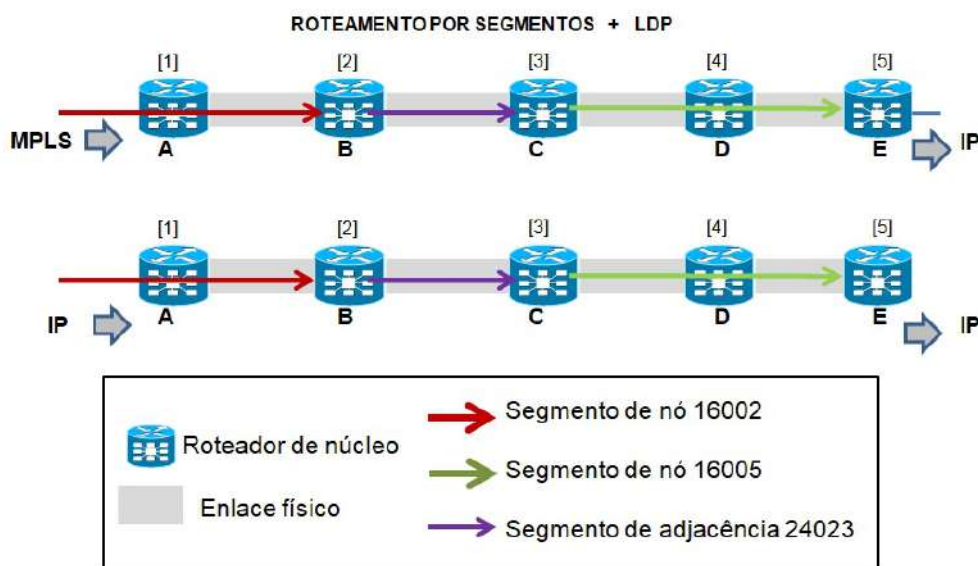 ROTEAMENTO POR SEGMENTOS + LDP
[1] [2] [3] [4] [5]
MPLS IP
A B C D E
[1] [2] [3] [4] [5]
IP IP
A B C D E
Roteador de núcleo
Enlace físico
Segmento de nó 16002
Segmento de nó 16005
Segmento de adjacência 24023